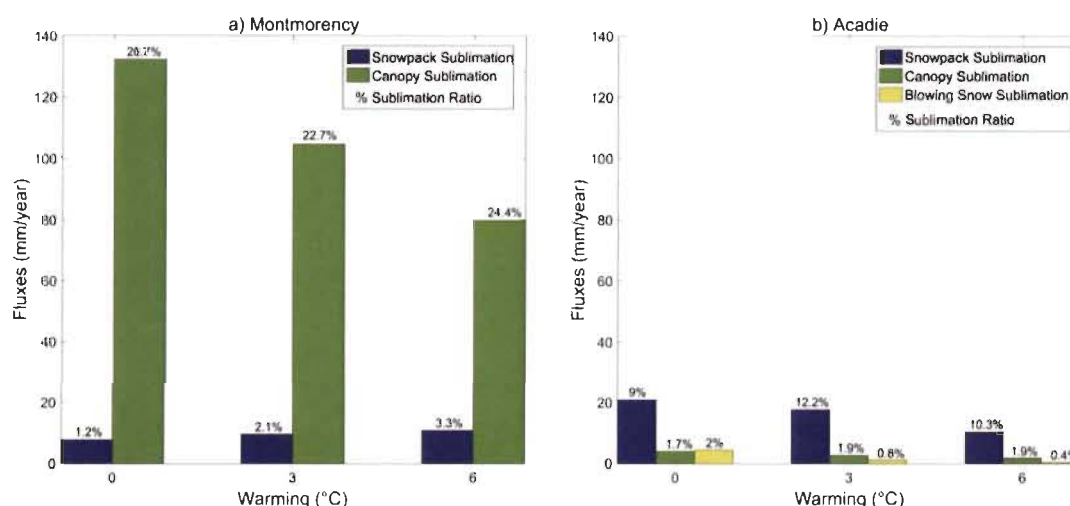 a) Montmorency
140
120
100
80
60
40
20
0
Fluxes (mm/year)
Snowpack Sublimation
Canopy Sublimation
% Sublimation Ratio
22.7%
24.4%
1.2%
2.1%
3.3%
0
3
6
Warming (°C)
b) Acadie
140
120
100
80
60
40
20
0
Fluxes (mm/year)
Snowpack Sublimation
Canopy Sublimation
Blowing Snow Sublimation
% Sublimation Ratio
9%
1.7%
2%
12.2%
1.9%
0.8%
10.3%
1.9%
0.4%
0
3
6
Warming (°C)